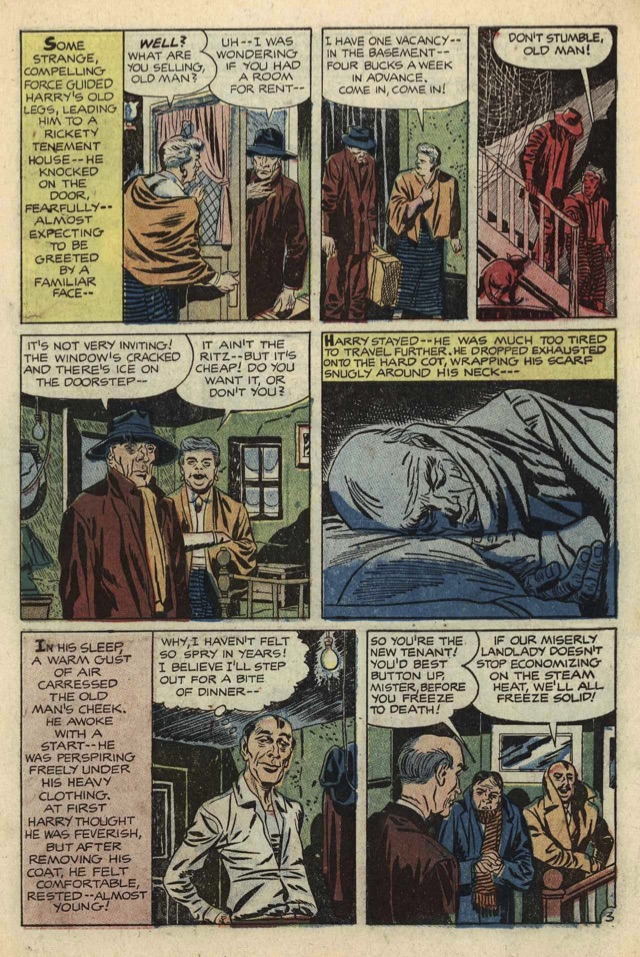 SOME
STRANGE,
COMPELLING
FORCE GUIDED
HARRY'S OLD
LEGS, LEADING
HIM TO A
RICKETY
TENEMENT
HOUSE--HE
KNOCKED
ON THE
DOOR,
FEARFULLY--
ALMOST
EXPECTING
TO BE
GREETED
BY A
FAMILIAR
FACE--
WELL?
WHAT ARE
YOU SELLING,
OLD MAN?
UH--I WAS
WONDERING
IF YOU HAD
A ROOM
FOR RENT--
I HAVE ONE VACANCY--
IN THE BASEMENT--
FOUR BUCKS A WEEK
IN ADVANCE.
COME IN, COME IN!
DON'T STUMBLE,
OLD MAN!
IT'S NOT VERY INVITING!
THE WINDOW'S CRACKED
AND THERE'S ICE ON
THE DOORSTEP--
IT AIN'T THE
RITZ--BUT IT'S
CHEAP! DO YOU
WANT IT, OR
DON'T YOU?
HARRY STAYED--HE WAS MUCH TOO TIRED
TO TRAVEL FURTHER. HE DROPPED EXHAUSTED
ONTO THE HARD COT, WRAPPING HIS SCARF
SNUGLY AROUND HIS NECK---
IN HIS SLEEP,
A WARM GUST
OF AIR
CARRESSED
THE OLD
MAN'S CHEEK.
HE AWOKE
WITH A
START--HE
WAS PERSPIRING
FREELY UNDER
HIS HEAVY
CLOTHING.
AT FIRST
HARRY THOUGHT
HE WAS FEVERISH,
BUT AFTER
REMOVING HIS
COAT, HE FELT
COMFORTABLE,
RESTED--ALMOST
YOUNG!
WHY, I HAVEN'T FELT
SO SPRY IN YEARS!
I BELIEVE I'LL STEP
OUT FOR A BITE
OF DINNER--
SO YOU'RE THE
NEW TENANT!
YOU'D BEST
BUTTON UP,
MISTER, BEFORE
YOU FREEZE
TO DEATH!
IF OUR MISERLY
LANDLADY DOESN'T
STOP ECONOMIZING
ON THE STEAM
HEAT, WE'LL ALL
FREEZE SOLID!
3